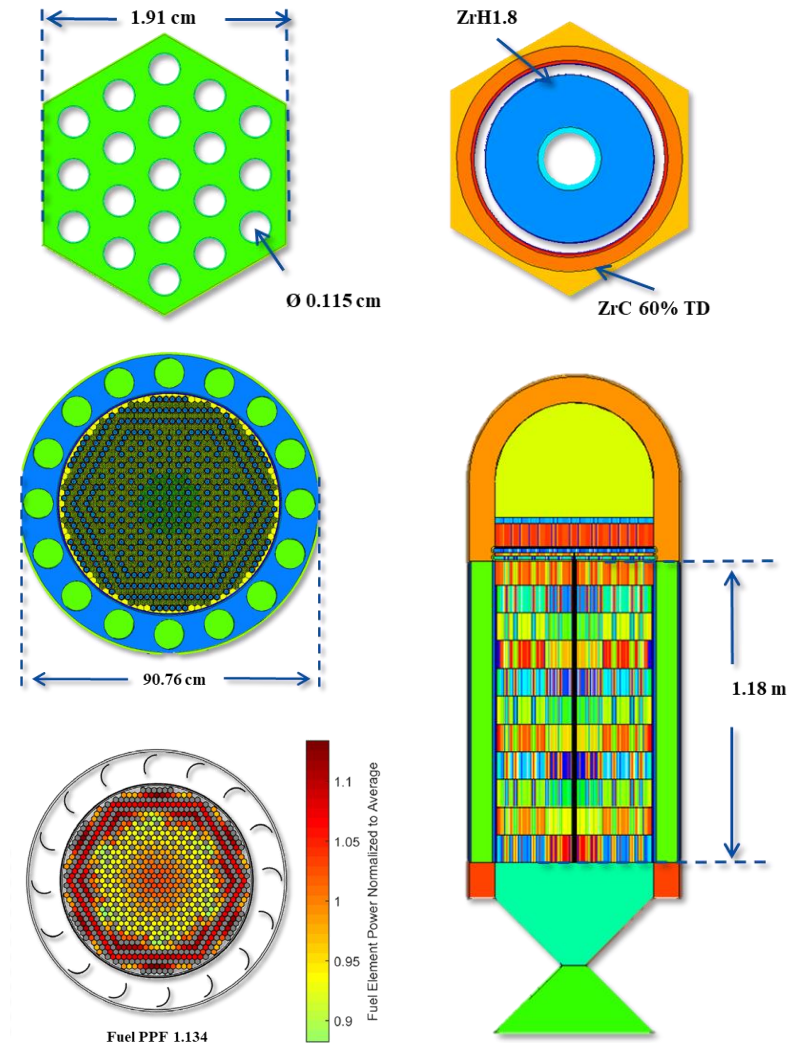 1.91 cm
ZrH1.8
Ø 0.115 cm
ZrC 60% TD
90.76 cm
1.18 m
1.1
1.05
1
0.95
0.9
Fuel Element Power Normalized to Average
Fuel PPF 1.134